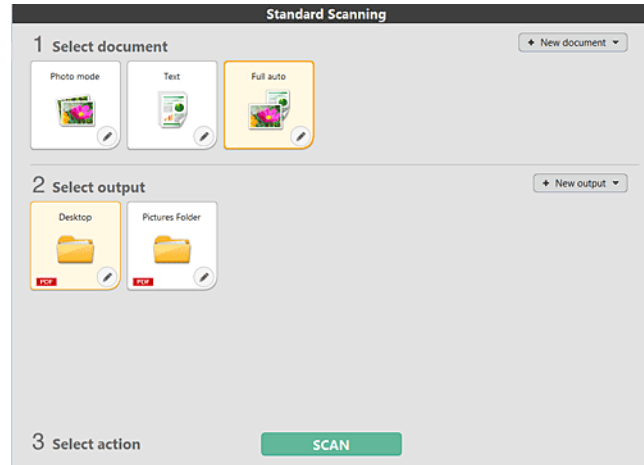 Standard Scanning
1 Select document
+ New document
Photo mode
Text
Full auto
2 Select output
+ New output
Desktop
Pictures Folder
PDF
PDF
3 Select action
SCAN